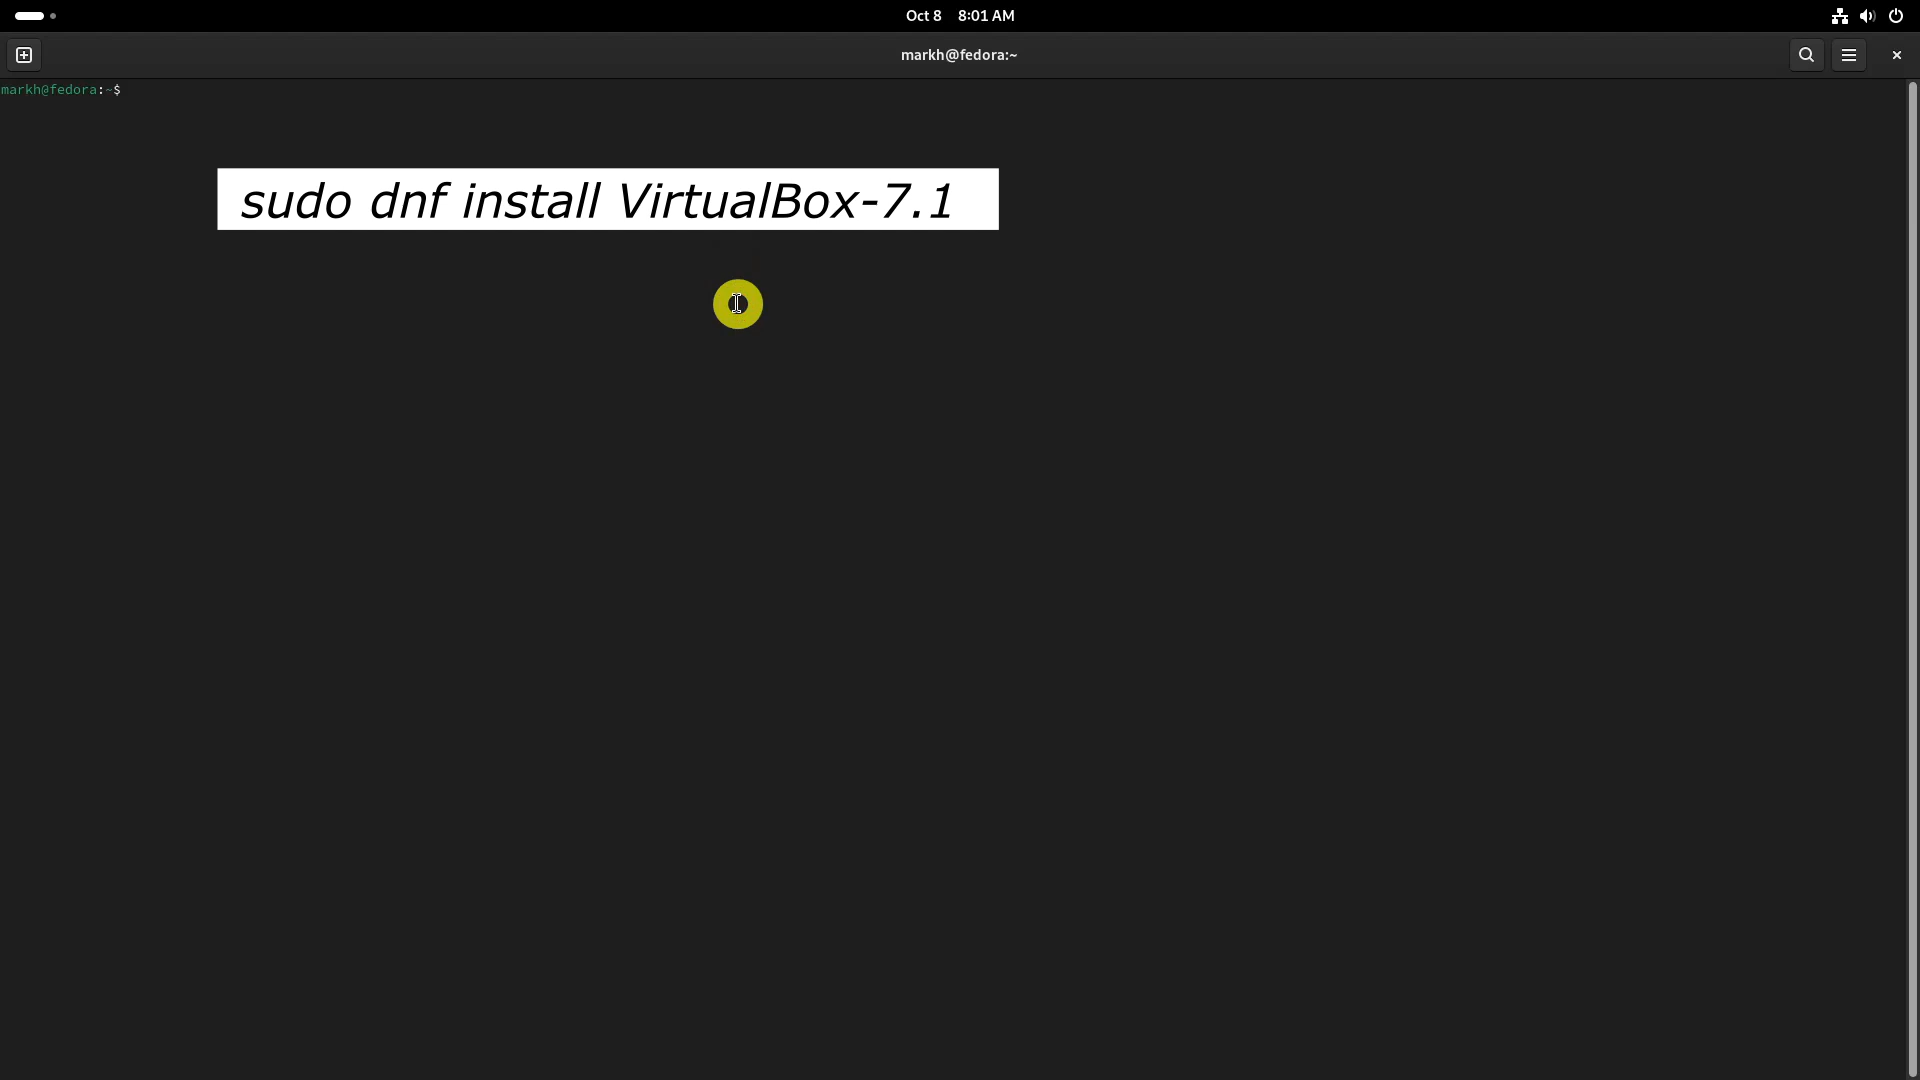 Oct 8 8:01 AM
markh@fedora:~
markh@fedora:~$
sudo dnf install VirtualBox-7.1